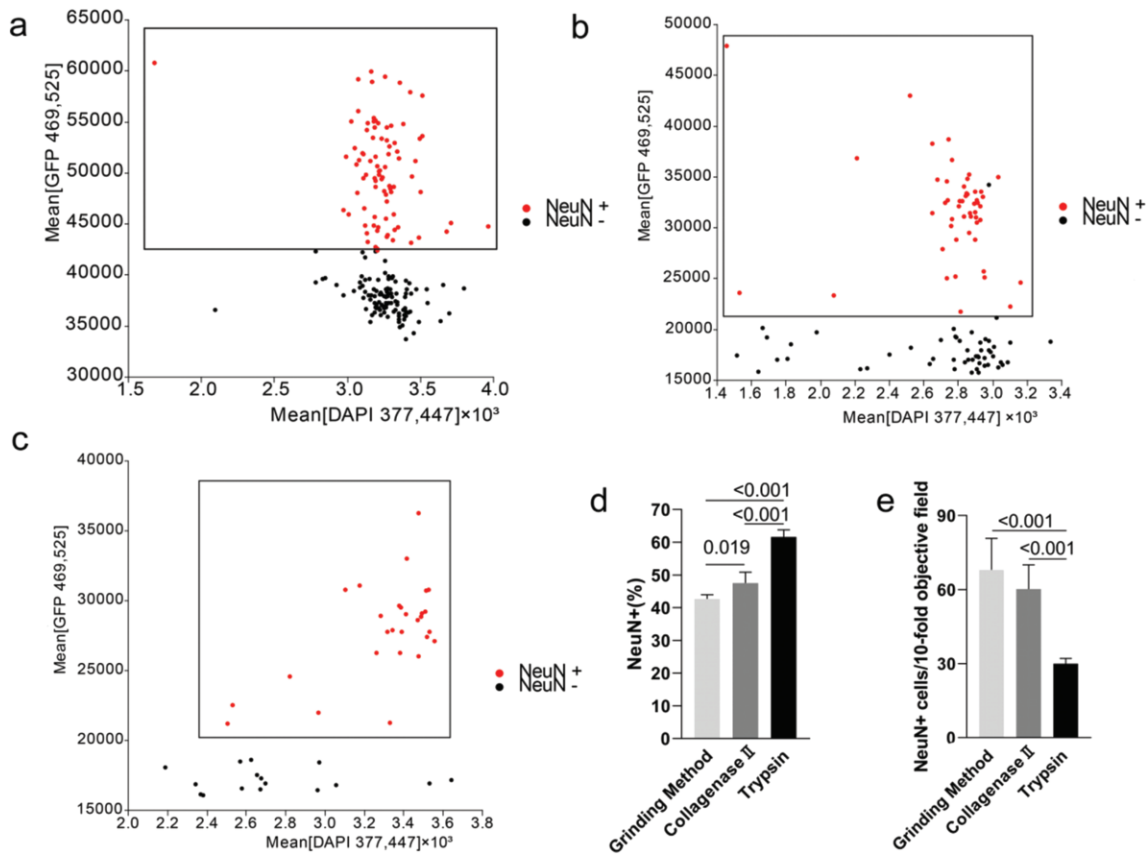 a
65000
60000
55000
50000
45000
40000
35000
30000
Mean[GFP 469,525]
1.5
2.0
2.5
3.0
3.5
4.0
Mean[DAPI 377,447]×10³
NeuN +
NeuN -
b
50000
45000
40000
35000
30000
25000
20000
15000
Mean[GFP 469,525]
1.4
1.6
1.8
2.0
2.2
2.4
2.6
2.8
3.0
3.2
3.4
Mean[DAPI 377,447]×10³
NeuN +
NeuN -
c
40000
35000
30000
25000
20000
15000
Mean[GFP 469,525]
2.0
2.2
2.4
2.6
2.8
3.0
3.2
3.4
3.6
3.8
Mean[DAPI 377,447]×10³
NeuN +
NeuN -
d
<0.001
<0.001
0.019
70
60
50
40
30
20
10
0
NeuN+(%)
Grinding Method
Collagenase Ⅱ
Trypsin
e
<0.001
<0.001
90
60
30
0
NeuN+ cells/10-fold objective field
Grinding Method
Collagenase Ⅱ
Trypsin